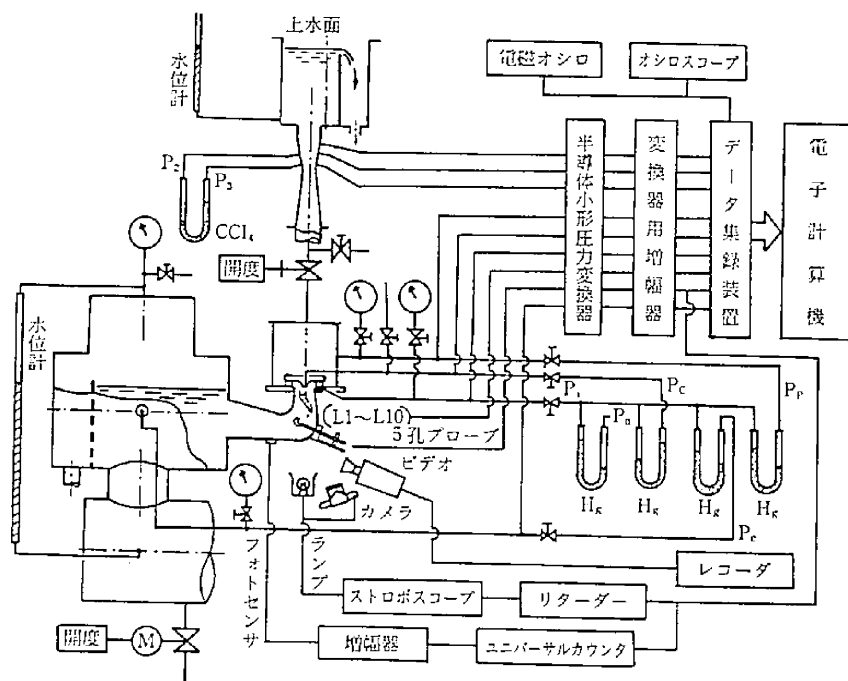 上水面
水位計
電磁オシロ
オシロスコープ
半導体小形圧力変換器
変換器用増幅器
データ集録装置
電子計算機
P₂
P₃
CCl₄
開度
水位計
(L1～L10)
5孔プローブ
ビデオ
カメラ
ランプ
フォトセンサ
Pc
Pp
Hg
Hg
Hg
Hg
レコーダ
ストロボスコープ
リターダー
増幅器
ユニバーサルカウンタ
開度
M